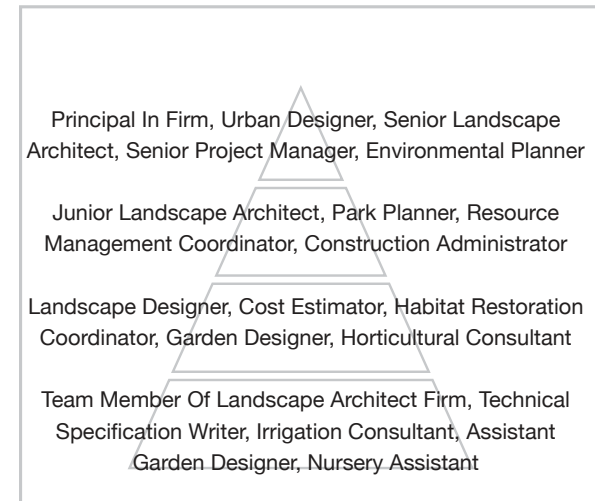 Principal In Firm, Urban Designer, Senior Landscape
Architect, Senior Project Manager, Environmental Planner
Junior Landscape Architect, Park Planner, Resource
Management Coordinator, Construction Administrator
Landscape Designer, Cost Estimator, Habitat Restoration
Coordinator, Garden Designer, Horticultural Consultant
Team Member Of Landscape Architect Firm, Technical
Specification Writer, Irrigation Consultant, Assistant
Garden Designer, Nursery Assistant